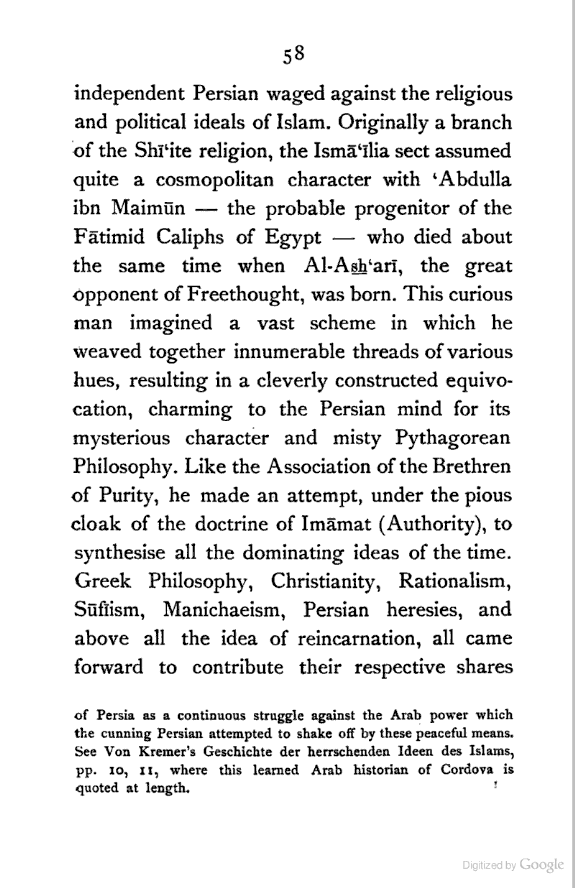 58
independent Persian waged against the religious
and political ideals of Islam. Originally a branch
of the Shī‘ite religion, the Ismā‘īlia sect assumed
quite a cosmopolitan character with ‘Abdulla
ibn Maimūn — the probable progenitor of the
Fātimid Caliphs of Egypt — who died about
the same time when Al-Ash‘arī, the great
opponent of Freethought, was born. This curious
man imagined a vast scheme in which he
weaved together innumerable threads of various
hues, resulting in a cleverly constructed equivo-
cation, charming to the Persian mind for its
mysterious character and misty Pythagorean
Philosophy. Like the Association of the Brethren
of Purity, he made an attempt, under the pious
cloak of the doctrine of Imāmat (Authority), to
synthesise all the dominating ideas of the time.
Greek Philosophy, Christianity, Rationalism,
Sūfīism, Manichaeism, Persian heresies, and
above all the idea of reincarnation, all came
forward to contribute their respective shares
of Persia as a continuous struggle against the Arab power which
the cunning Persian attempted to shake off by these peaceful means.
See Von Kremer's Geschichte der herrschenden Ideen des Islams,
pp. 10, 11, where this learned Arab historian of Cordova is
quoted at length.
Digitized by Google